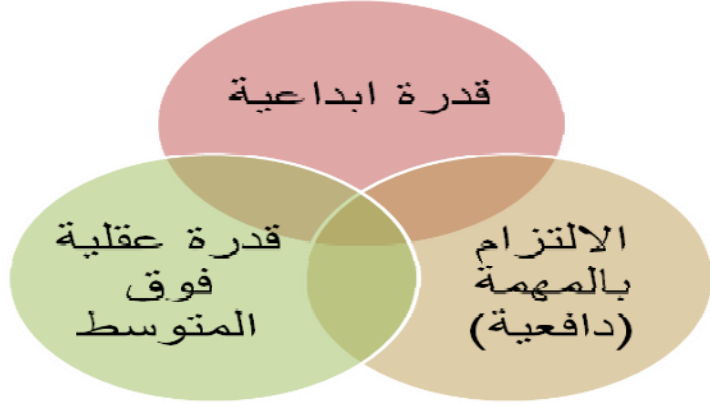 قدرة ابداعية
قدرة عقلية
فوق
المتوسط
الالتزام
بالمهمة
(دافعية)